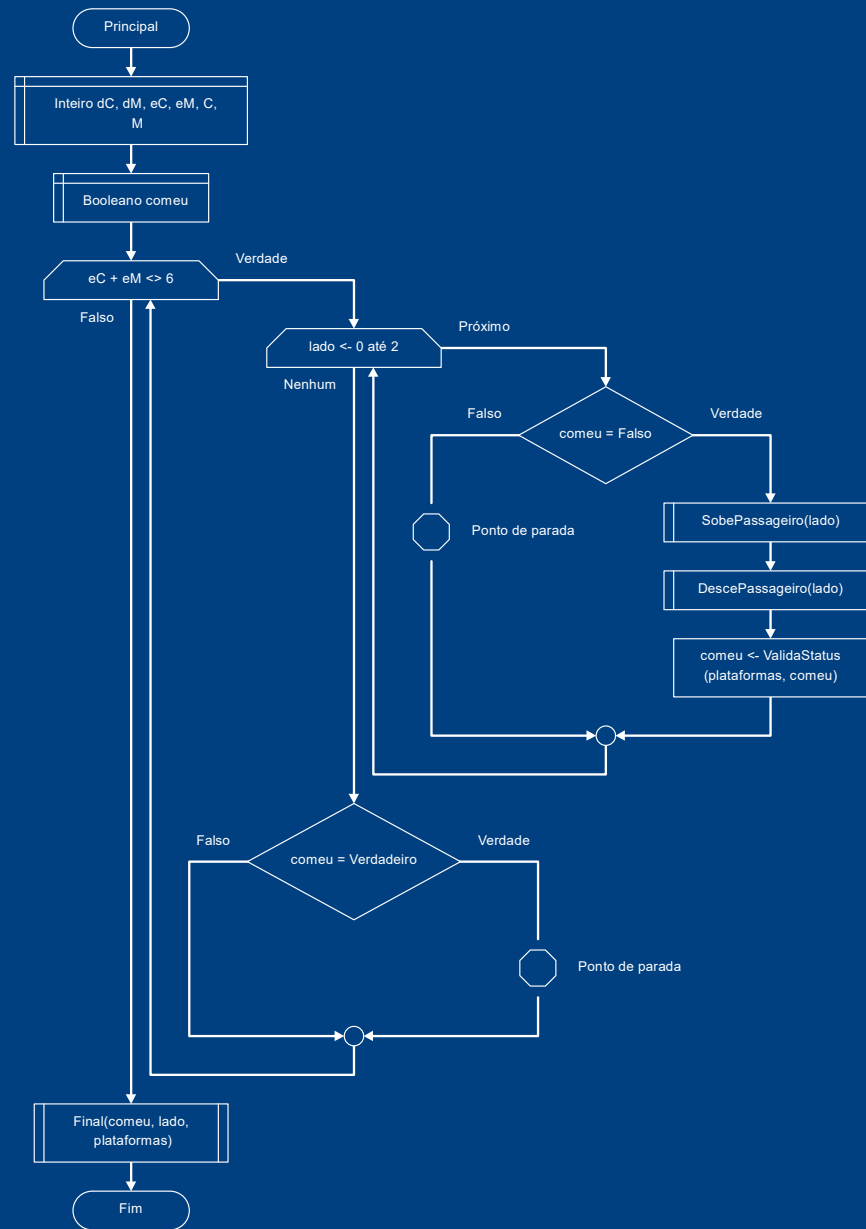 Principal
Inteiro dC, dM, eC, eM, C,
M
Booleano comeu
Verdade
eC + eM <> 6
Falso
Próximo
lado <- 0 até 2
Nenhum
Falso
Verdade
comeu = Falso
SobePassageiro(lado)
Ponto de parada
DescePassageiro(lado)
comeu <- ValidaStatus
(plataformas, comeu)
Falso
Verdade
comeu = Verdadeiro
Ponto de parada
Final(comeu, lado,
plataformas)
Fim